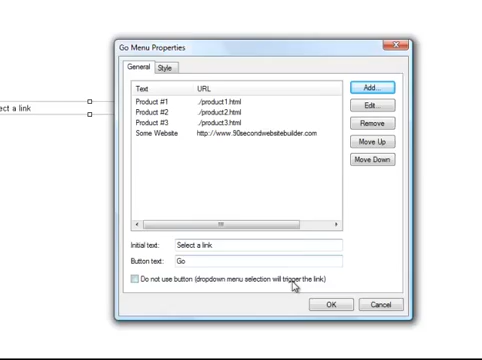 Go Menu Properties
General Style
Text URL
Product #1 ./product1.html
Product #2 ./product2.html
Product #3 ./product3.html
Some Website http://www.90secondwebsitebuilder.com
Add...
Edit...
Remove
Move Up
Move Down
ect a link
Initial text: Select a link
Button text: Go
Do not use button (dropdown menu selection will trigger the link)
OK Cancel